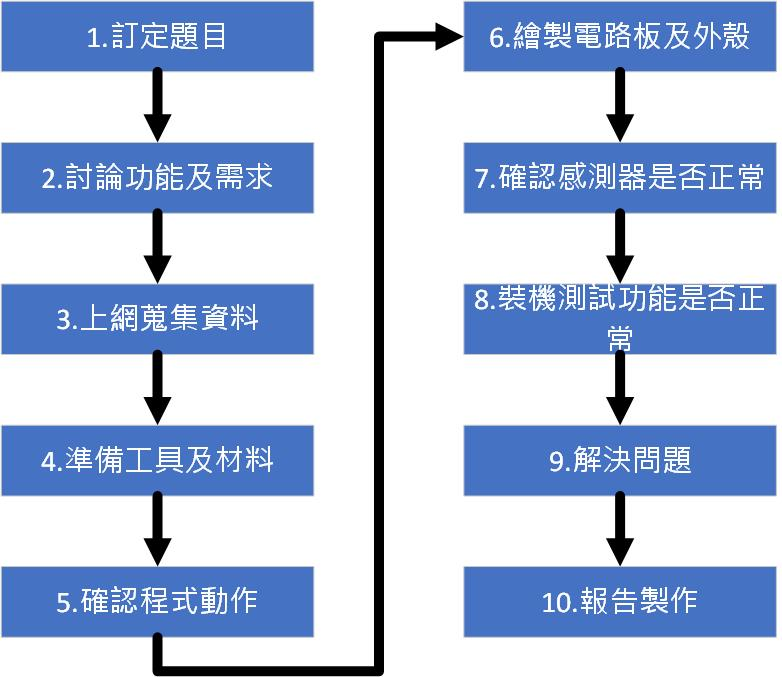 1.訂定題目
2.討論功能及需求
3.上網蒐集資料
4.準備工具及材料
5.確認程式動作
6.繪製電路板及外殼
7.確認感測器是否正常
8.裝機測試功能是否正
常
9.解決問題
10.報告製作